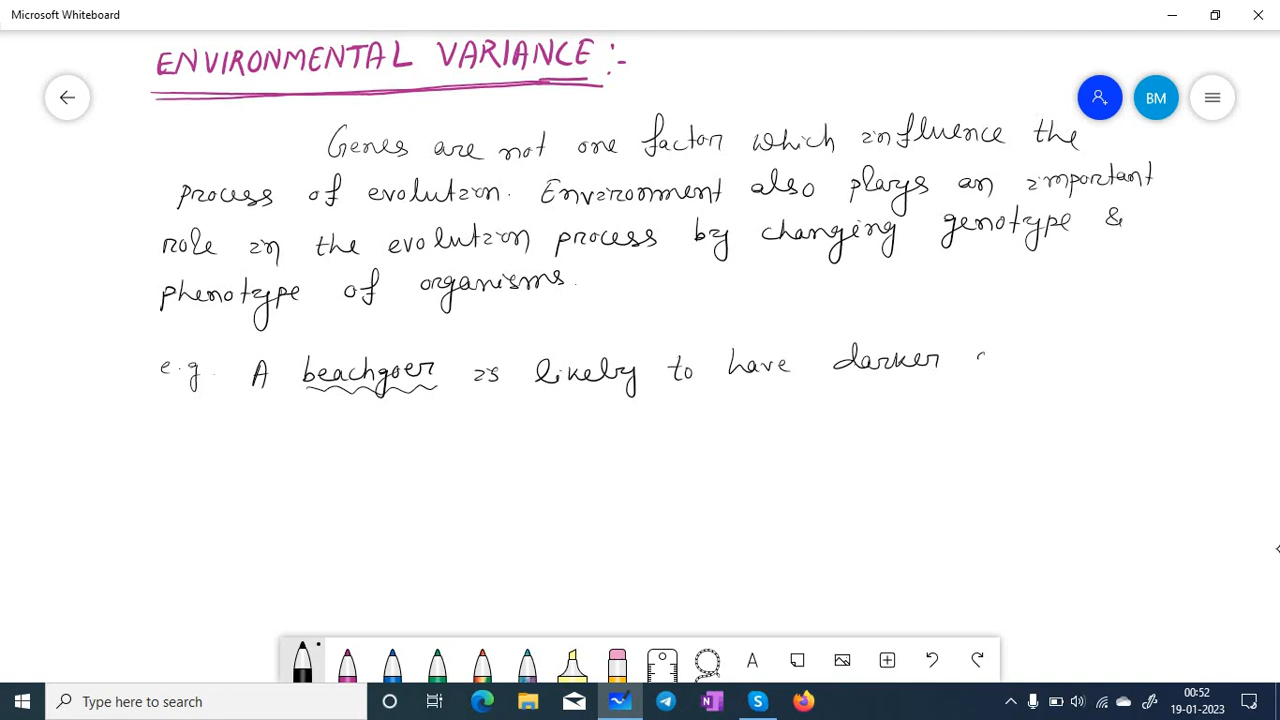 Microsoft Whiteboard
ENVIRONMENTAL VARIANCE :-
BM
Genes are not one factor which influence the
process of evolution. Environment also plays an important
role in the evolution process by changing genotype &
phenotype of organisms.
e.g. A beachgoer is likely to have darker
A
Type here to search
00:52
19-01-2023